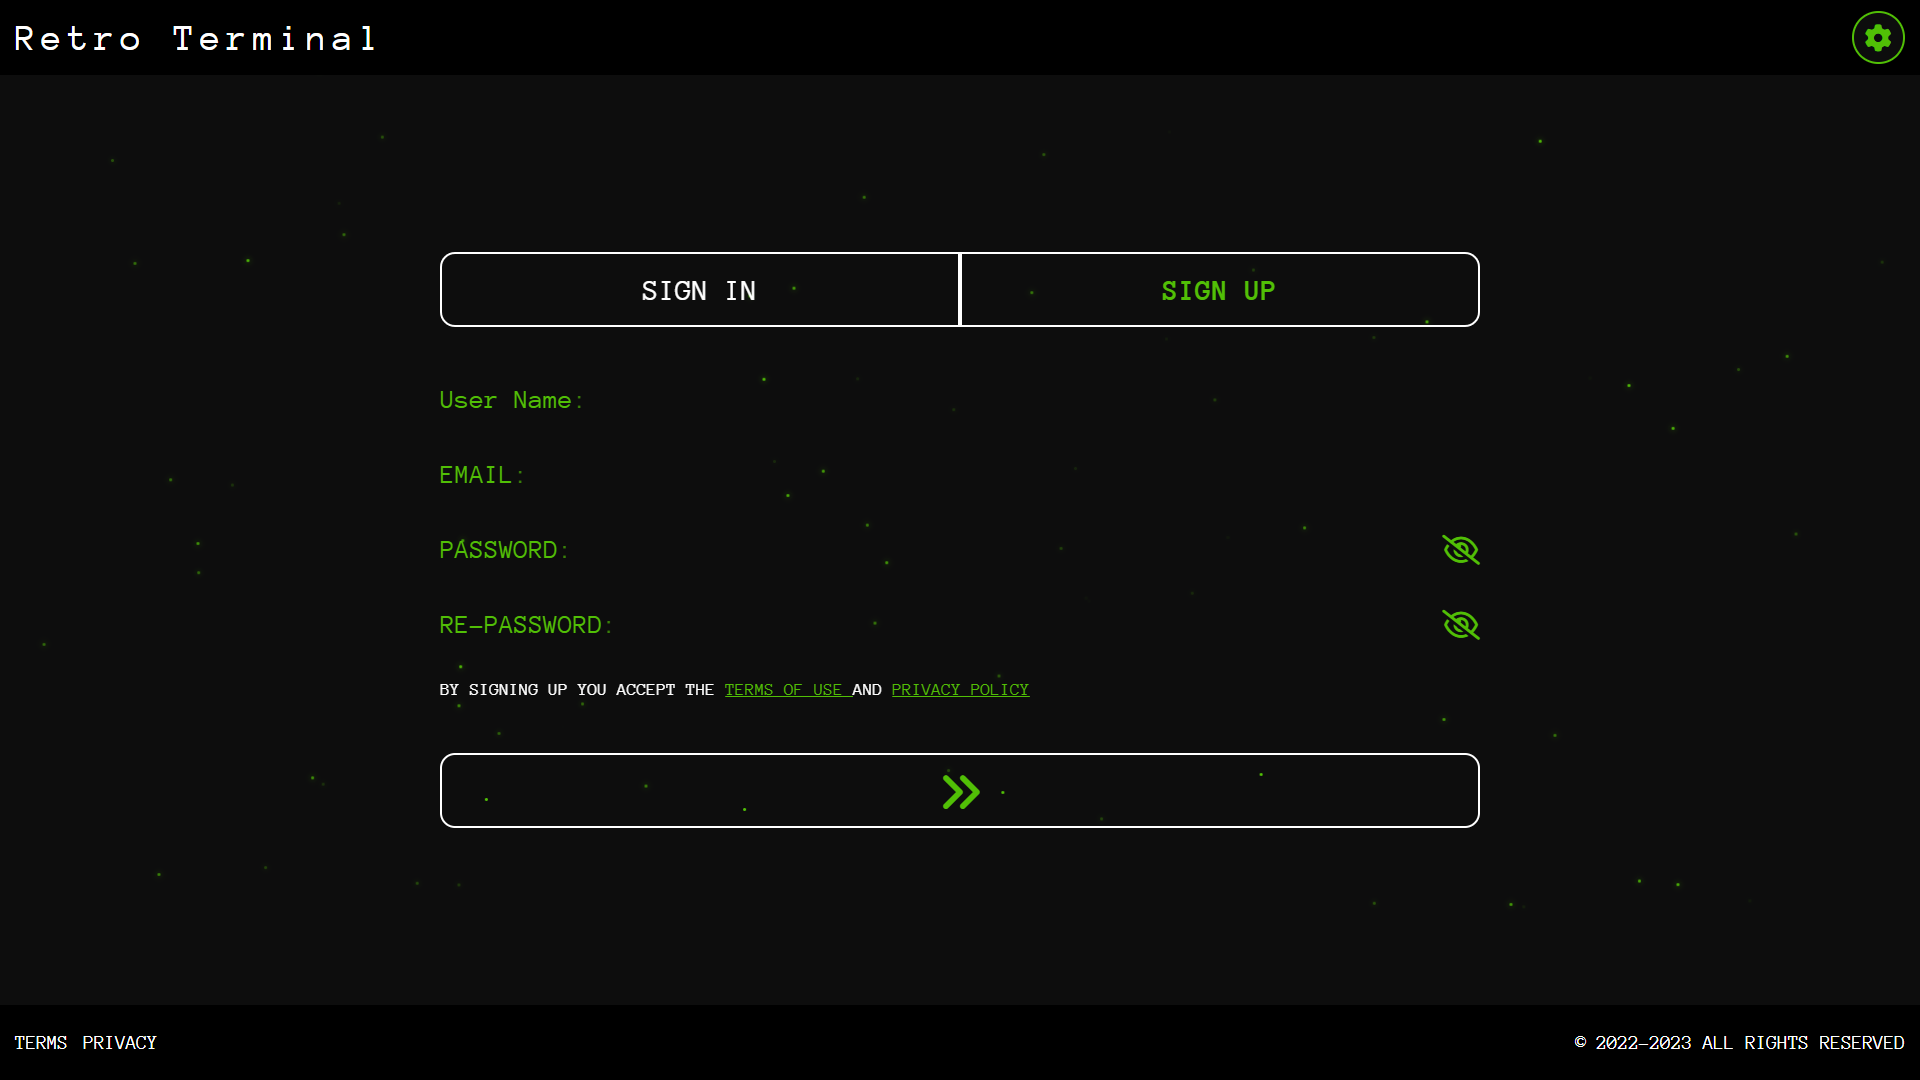 Retro Terminal
SIGN IN SIGN UP
User Name:
EMAIL:
PASSWORD:
RE-PASSWORD:
BY SIGNING UP YOU ACCEPT THE TERMS OF USE AND PRIVACY POLICY
TERMS PRIVACY © 2022-2023 ALL RIGHTS RESERVED